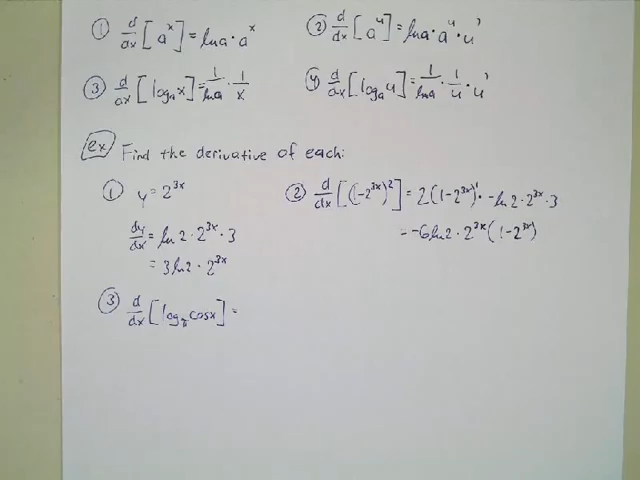 ① d/dx [a^x] = ln a · a^x
② d/dx [a^u] = ln a · a^u · u'
③ d/dx [log_a x] = 1/ln a · 1/x
④ d/dx [log_a u] = 1/ln a · 1/u · u'
ex Find the derivative of each:
① y = 2^{3x}
dy/dx = ln 2 · 2^{3x} · 3
= 3 ln 2 · 2^{3x}
② d/dx [(1-2^{3x})^2] = 2(1-2^{3x})^1 · -ln 2 · 2^{3x} · 3
= -6 ln 2 · 2^{3x} (1-2^{3x})
③ d/dx [log_π cos x] =